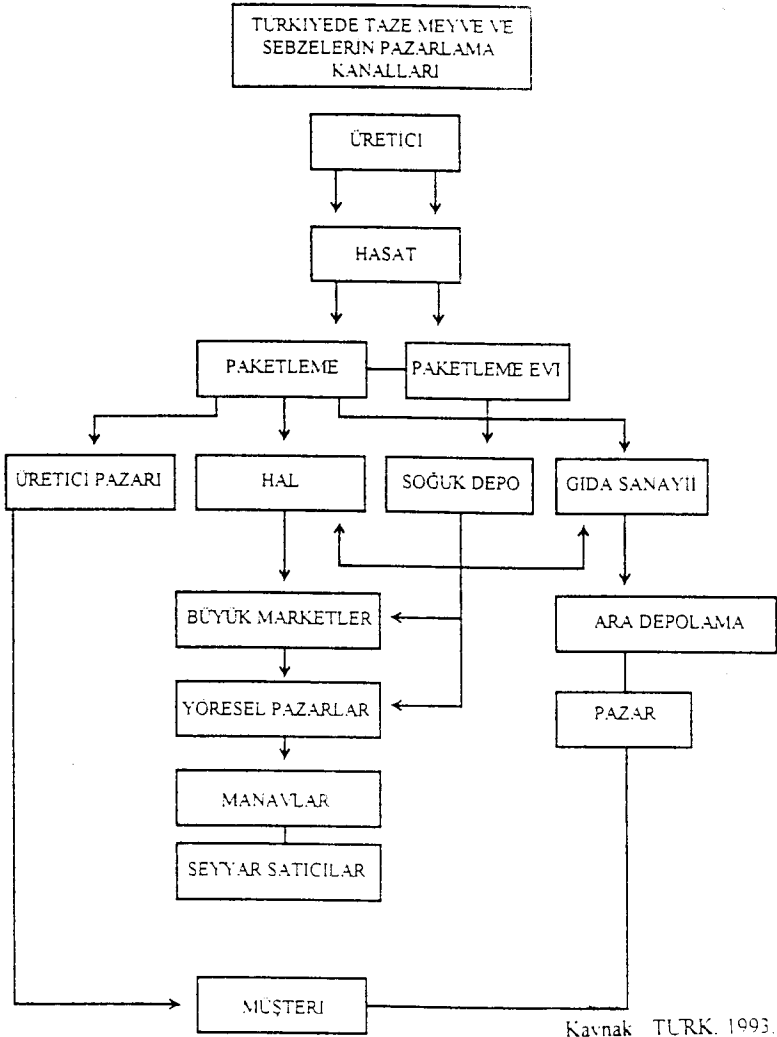 TÜRKİYEDE TAZE MEYVE VE
SEBZELERİN PAZARLAMA
KANALLARI
ÜRETİCİ
HASAT
PAKETLEME
PAKETLEME EVİ
ÜRETİCİ PAZARI
HAL
SOĞUK DEPO
GIDA SANAYİİ
BÜYÜK MARKETLER
ARA DEPOLAMA
YÖRESEL PAZARLAR
PAZAR
MANAVLAR
SEYYAR SATICILAR
MÜŞTERİ
Kaynak TÜRK. 1993.